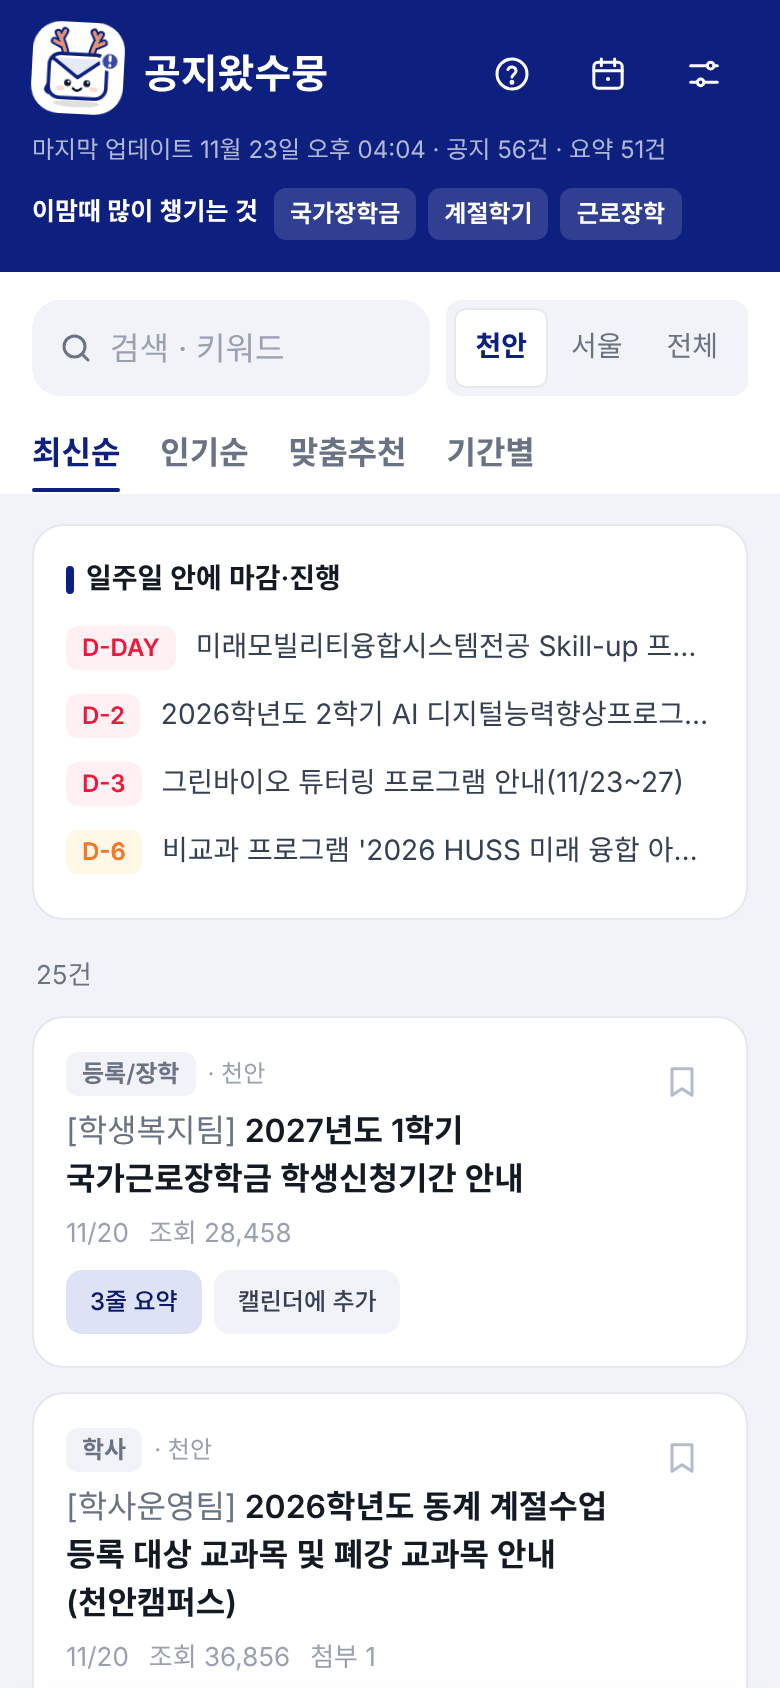 공지왔수뭉
마지막 업데이트 11월 23일 오후 04:04 · 공지 56건 · 요약 51건
이맘때 많이 챙기는 것 국가장학금 계절학기 근로장학
검색 · 키워드 천안 서울 전체
최신순 인기순 맞춤추천 기간별
일주일 안에 마감·진행
D-DAY 미래모빌리티융합시스템전공 Skill-up 프...
D-2 2026학년도 2학기 AI 디지털능력향상프로그...
D-3 그린바이오 튜터링 프로그램 안내(11/23~27)
D-6 비교과 프로그램 '2026 HUSS 미래 융합 아...
25건
등록/장학 · 천안
[학생복지팀] 2027년도 1학기
국가근로장학금 학생신청기간 안내
11/20 조회 28,458
3줄 요약 캘린더에 추가
학사 · 천안
[학사운영팀] 2026학년도 동계 계절수업
등록 대상 교과목 및 폐강 교과목 안내
(천안캠퍼스)
11/20 조회 36,856 첨부 1